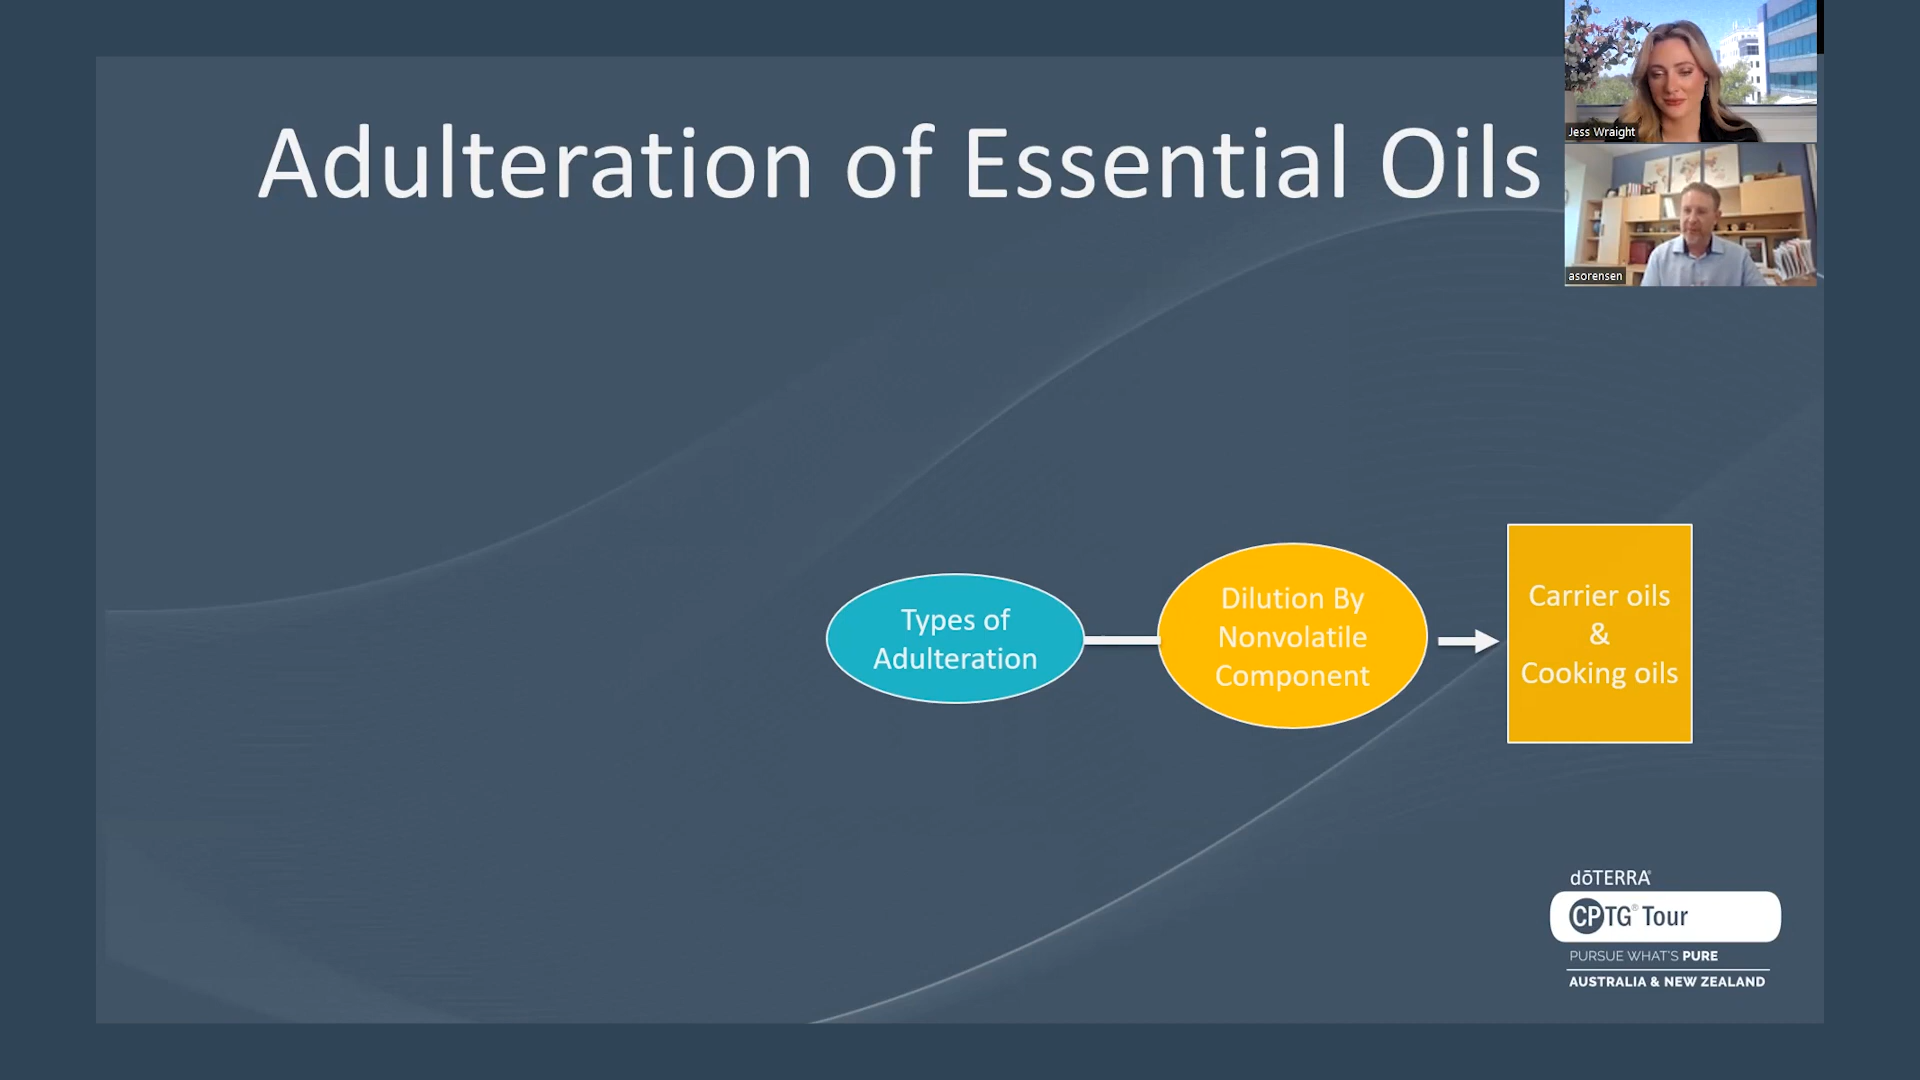 Adulteration of Essential Oils
Jess Wraight
asorensen
Types of
Adulteration
Dilution By
Nonvolatile
Component
Carrier oils
&
Cooking oils
dōTERRA®
CPTG® Tour
PURSUE WHAT'S PURE
AUSTRALIA & NEW ZEALAND